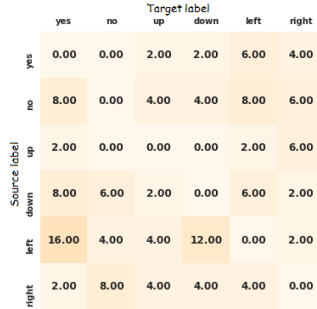 Target label
yes no up down left right
yes 0.00 0.00 2.00 2.00 6.00 4.00
no 8.00 0.00 4.00 4.00 8.00 6.00
up 2.00 0.00 0.00 0.00 2.00 6.00
down 8.00 6.00 2.00 0.00 6.00 2.00
left 16.00 4.00 4.00 12.00 0.00 2.00
right 2.00 8.00 4.00 4.00 4.00 0.00
Source label